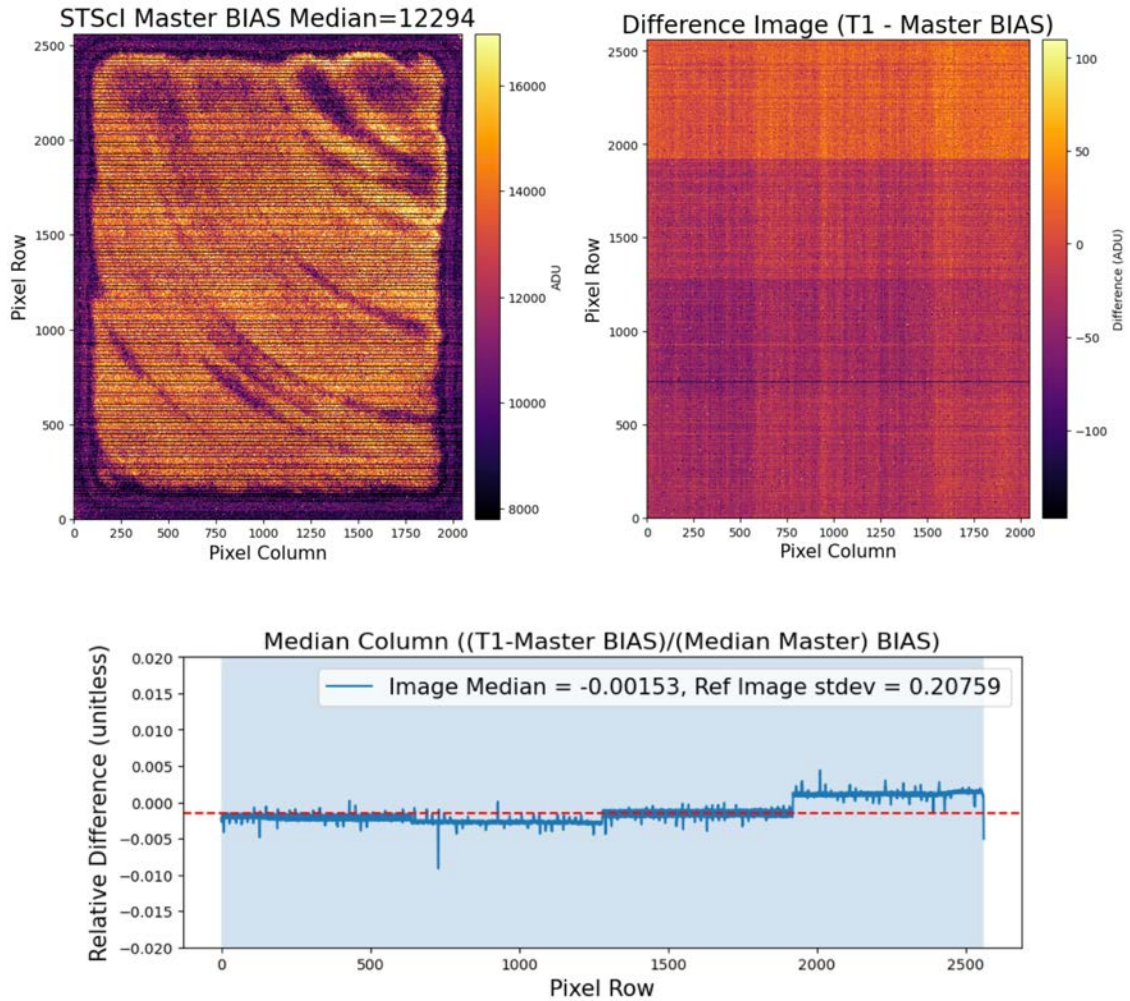 STScI Master BIAS Median=12294
2500
2000
1500
1000
500
0
Pixel Row
0 250 500 750 1000 1250 1500 1750 2000
Pixel Column
16000
14000
12000
10000
8000
ADU
Difference Image (T1 - Master BIAS)
2500
2000
1500
1000
500
0
Pixel Row
0 250 500 750 1000 1250 1500 1750 2000
Pixel Column
100
50
0
−50
−100
Difference (ADU)
Median Column ((T1-Master BIAS)/(Median Master) BIAS)
Image Median = -0.00153, Ref Image stdev = 0.20759
0.020
0.015
0.010
0.005
0.000
−0.005
−0.010
−0.015
−0.020
Relative Difference (unitless)
0 500 1000 1500 2000 2500
Pixel Row